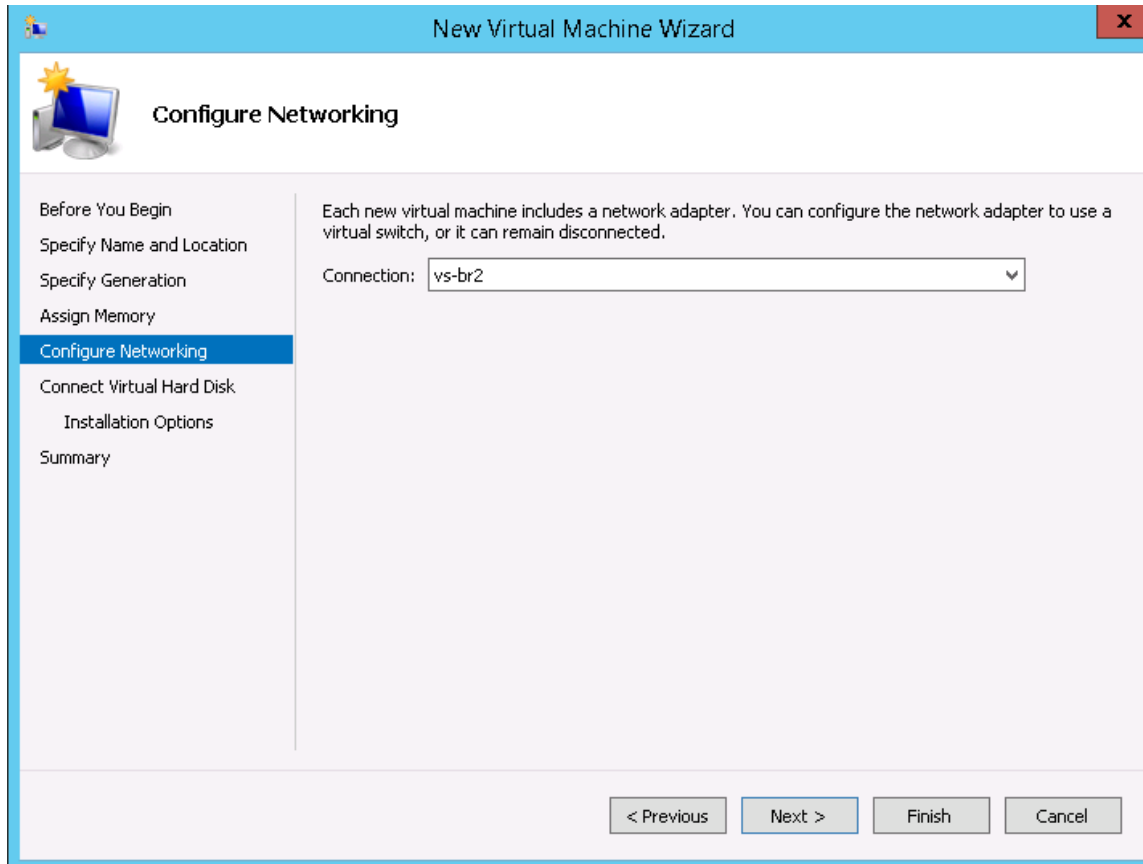 New Virtual Machine Wizard
x
Configure Networking
Before You Begin
Specify Name and Location
Specify Generation
Assign Memory
Configure Networking
Connect Virtual Hard Disk
Installation Options
Summary
Each new virtual machine includes a network adapter. You can configure the network adapter to use a
virtual switch, or it can remain disconnected.
Connection: vs-br2
< Previous Next > Finish Cancel